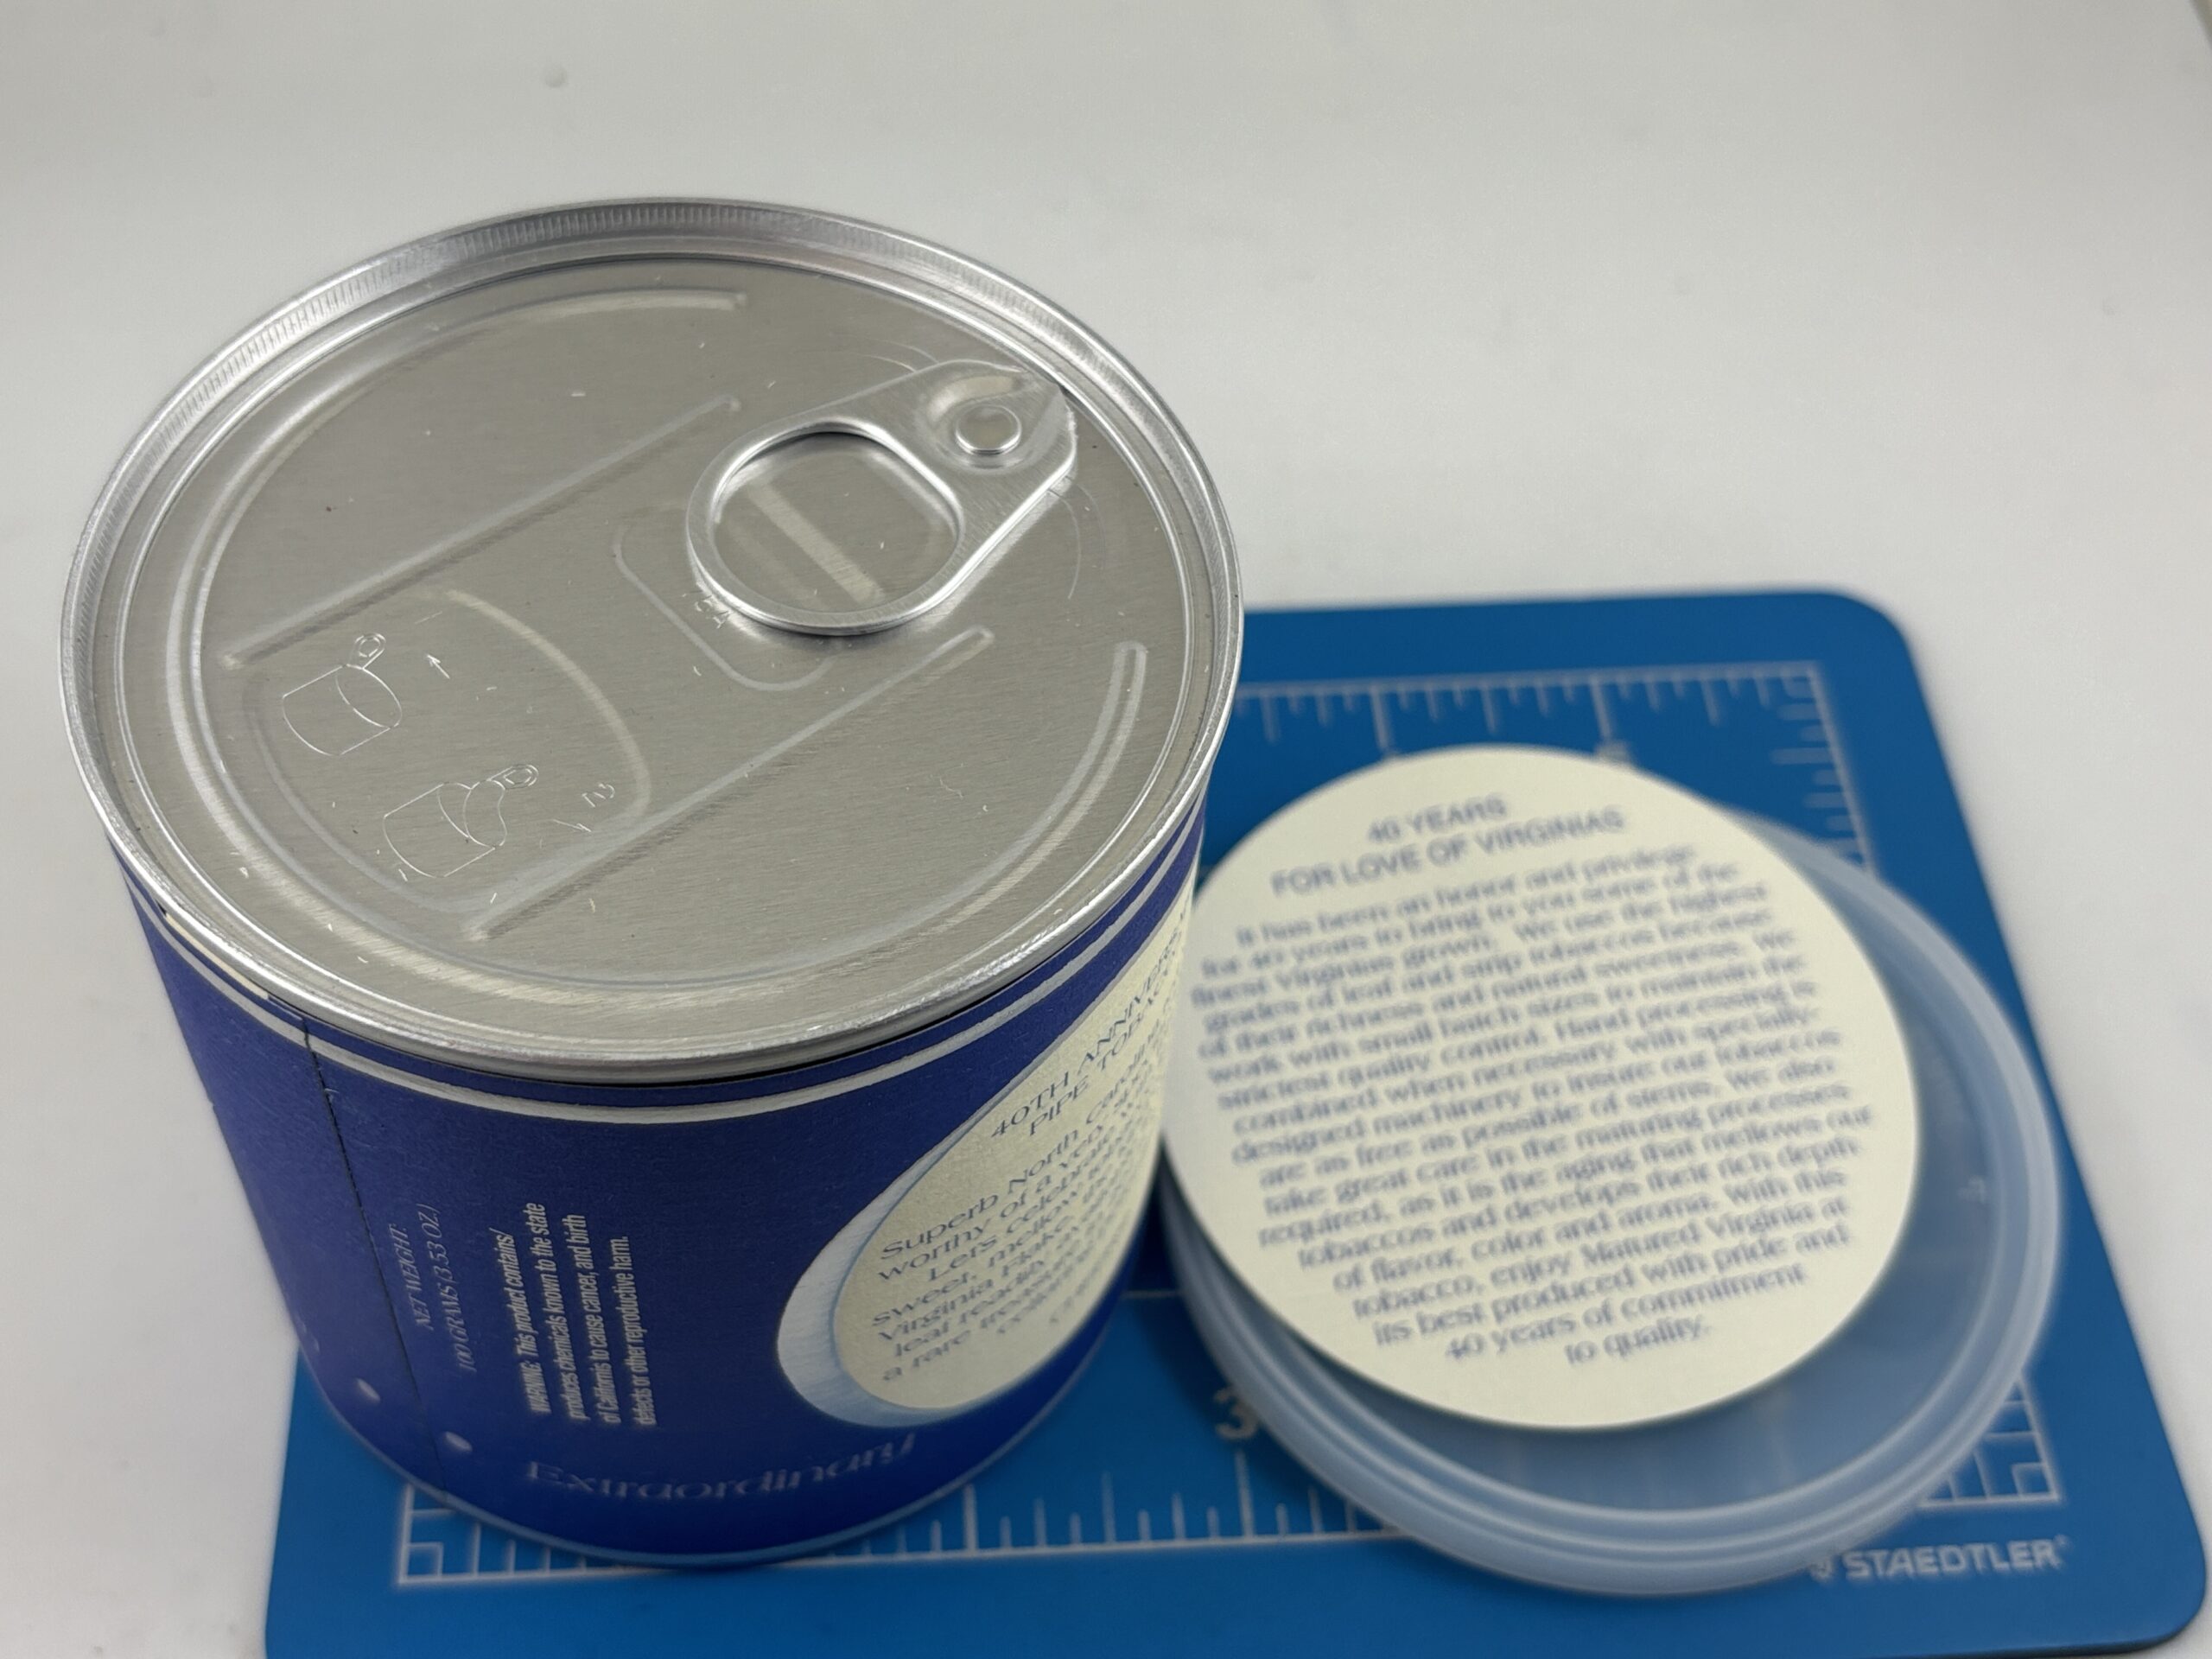 40TH ANNIVERS
PIPE TOBACC
Superb North Carolin
worthy of a yen
Let's celebrat
sweet, mellow
Virginia
leaf
a rare
NET WEIGHT:
100 GRAMS (3.53 OZ.)
WARNING: This product contains/
produces chemicals known to the state
of California to cause cancer, and birth
defects or other reproductive harm.
Extraordinary
40 YEARS
FOR LOVE OF VIRGINIAS
It has been an honor and privilege
for 40 years to bring to you some of the
finest Virginias grown. We use the highest
grades of leaf and strip tobaccos because
of their richness and natural sweetness. We
work with small batch sizes to maintain the
strictest quality control. Hand processing is
combined when necessary with specially-
designed machinery to insure our tobaccos
are as free as possible of stems. We also
take great care in the maturing processes
required, as it is the aging that mellows our
tobaccos and develops their rich depth
of flavor, color and aroma. With this
tobacco, enjoy Matured Virginia at
its best produced with pride and
40 years of commitment
to quality.
3
STAEDTLER